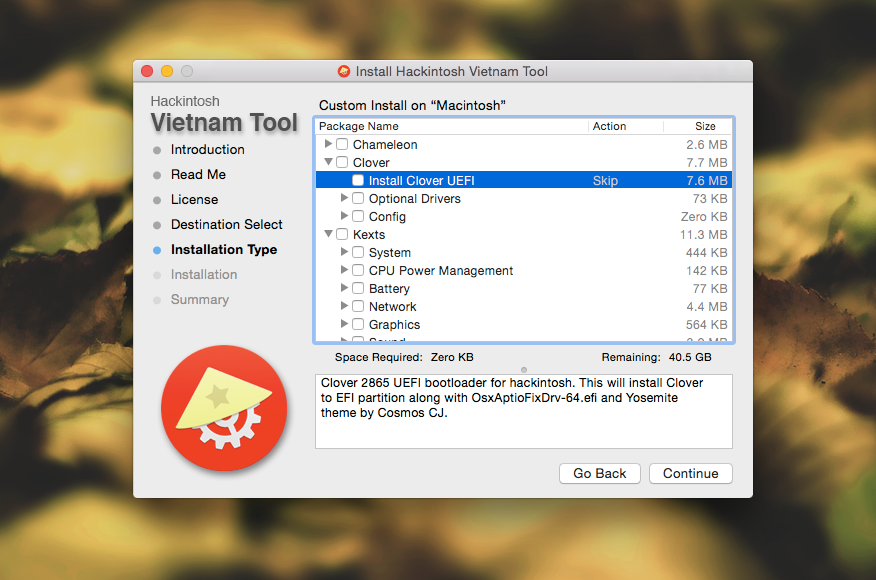 Install Hackintosh Vietnam Tool
Hackintosh
Vietnam Tool
Introduction
Read Me
License
Destination Select
Installation Type
Installation
Summary
Custom Install on “Macintosh”
Package Name Action Size
Chameleon 2.6 MB
Clover 7.7 MB
Install Clover UEFI Skip 7.6 MB
Optional Drivers 73 KB
Config Zero KB
Kexts 11.3 MB
System 444 KB
CPU Power Management 142 KB
Battery 77 KB
Network 4.4 MB
Graphics 564 KB
Space Required: Zero KB Remaining: 40.5 GB
Clover 2865 UEFI bootloader for hackintosh. This will install Clover
to EFI partition along with OsxAptioFixDrv-64.efi and Yosemite
theme by Cosmos CJ.
Go Back Continue